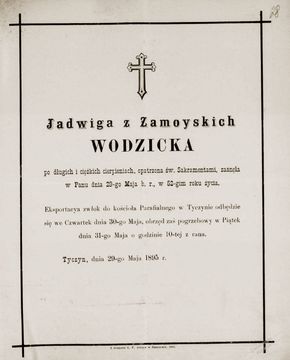 28
Jadwiga z Zamoyskich
WODZICKA
po długich i ciężkich cierpieniach, opatrzona św. Sakramentami, zasnęła
w Panu dnia 29-go Maja b. r., w 52-gim roku życia.
Eksportacya zwłok do kościoła Parafialnego w Tyczynie odbędzie
się we Czwartek dnia 30-go Maja, obrzęd zaś pogrzebowy w Piątek
dnia 31-go Maja o godzinie 10-tej z rana.
Tyczyn, dnia 29-go Maja 1895 r.